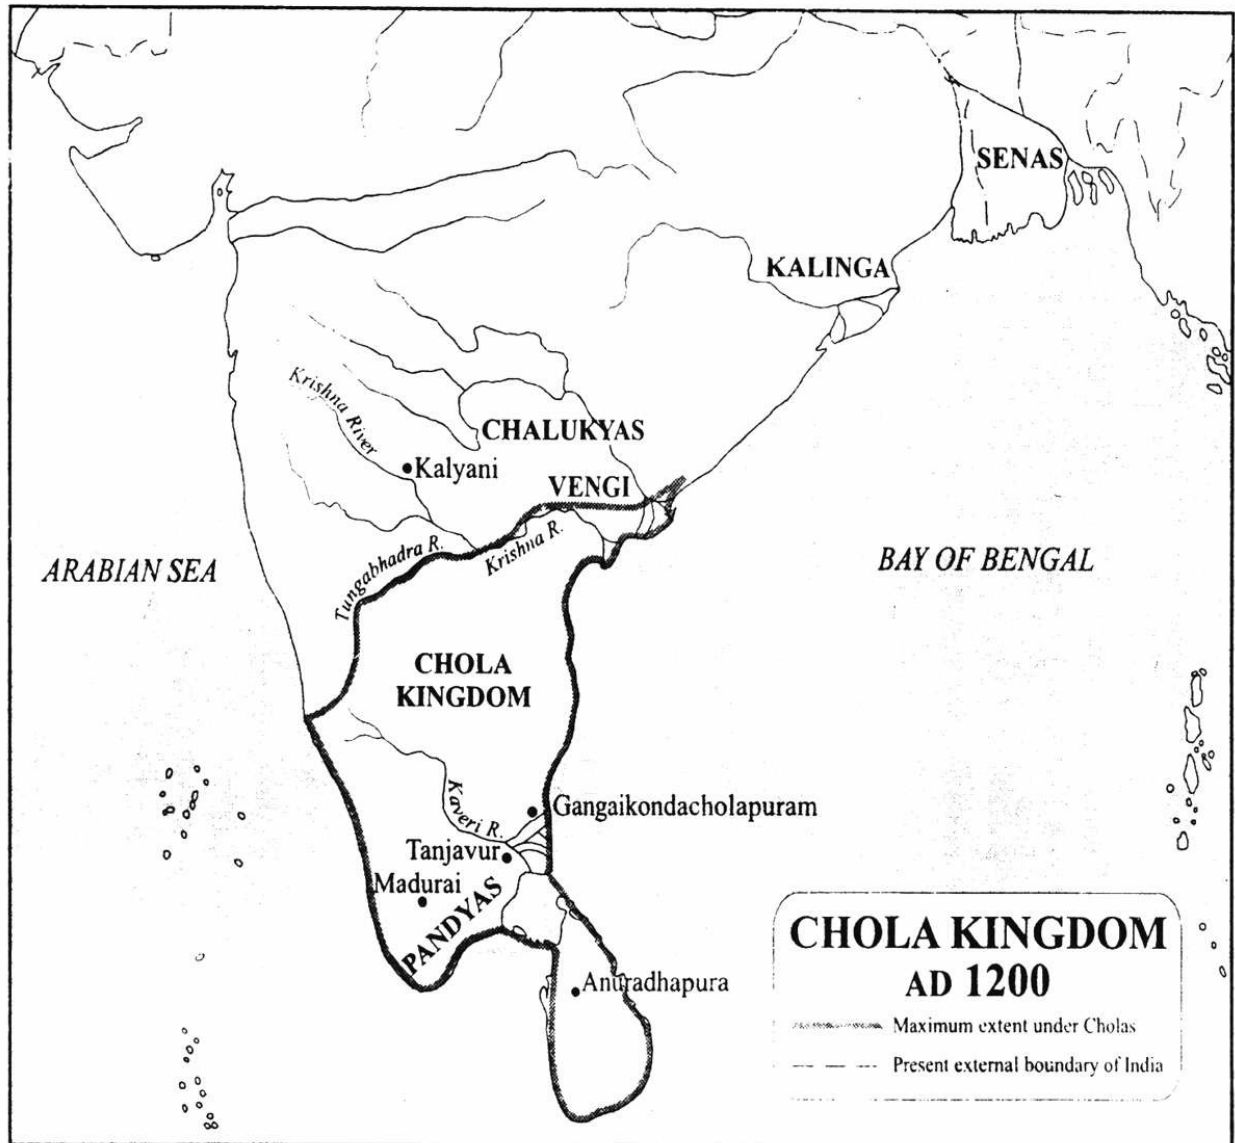 SENAS
KALINGA
Krishna River
CHALUKYAS
Kalyani
VENGI
Tungabhadra R.
Krishna R.
ARABIAN SEA
BAY OF BENGAL
CHOLA
KINGDOM
Kaveri R.
Gangaikondacholapuram
Tanjavur
Madurai
PANDYAS
Anuradhapura
CHOLA KINGDOM
AD 1200
Maximum extent under Cholas
Present external boundary of India